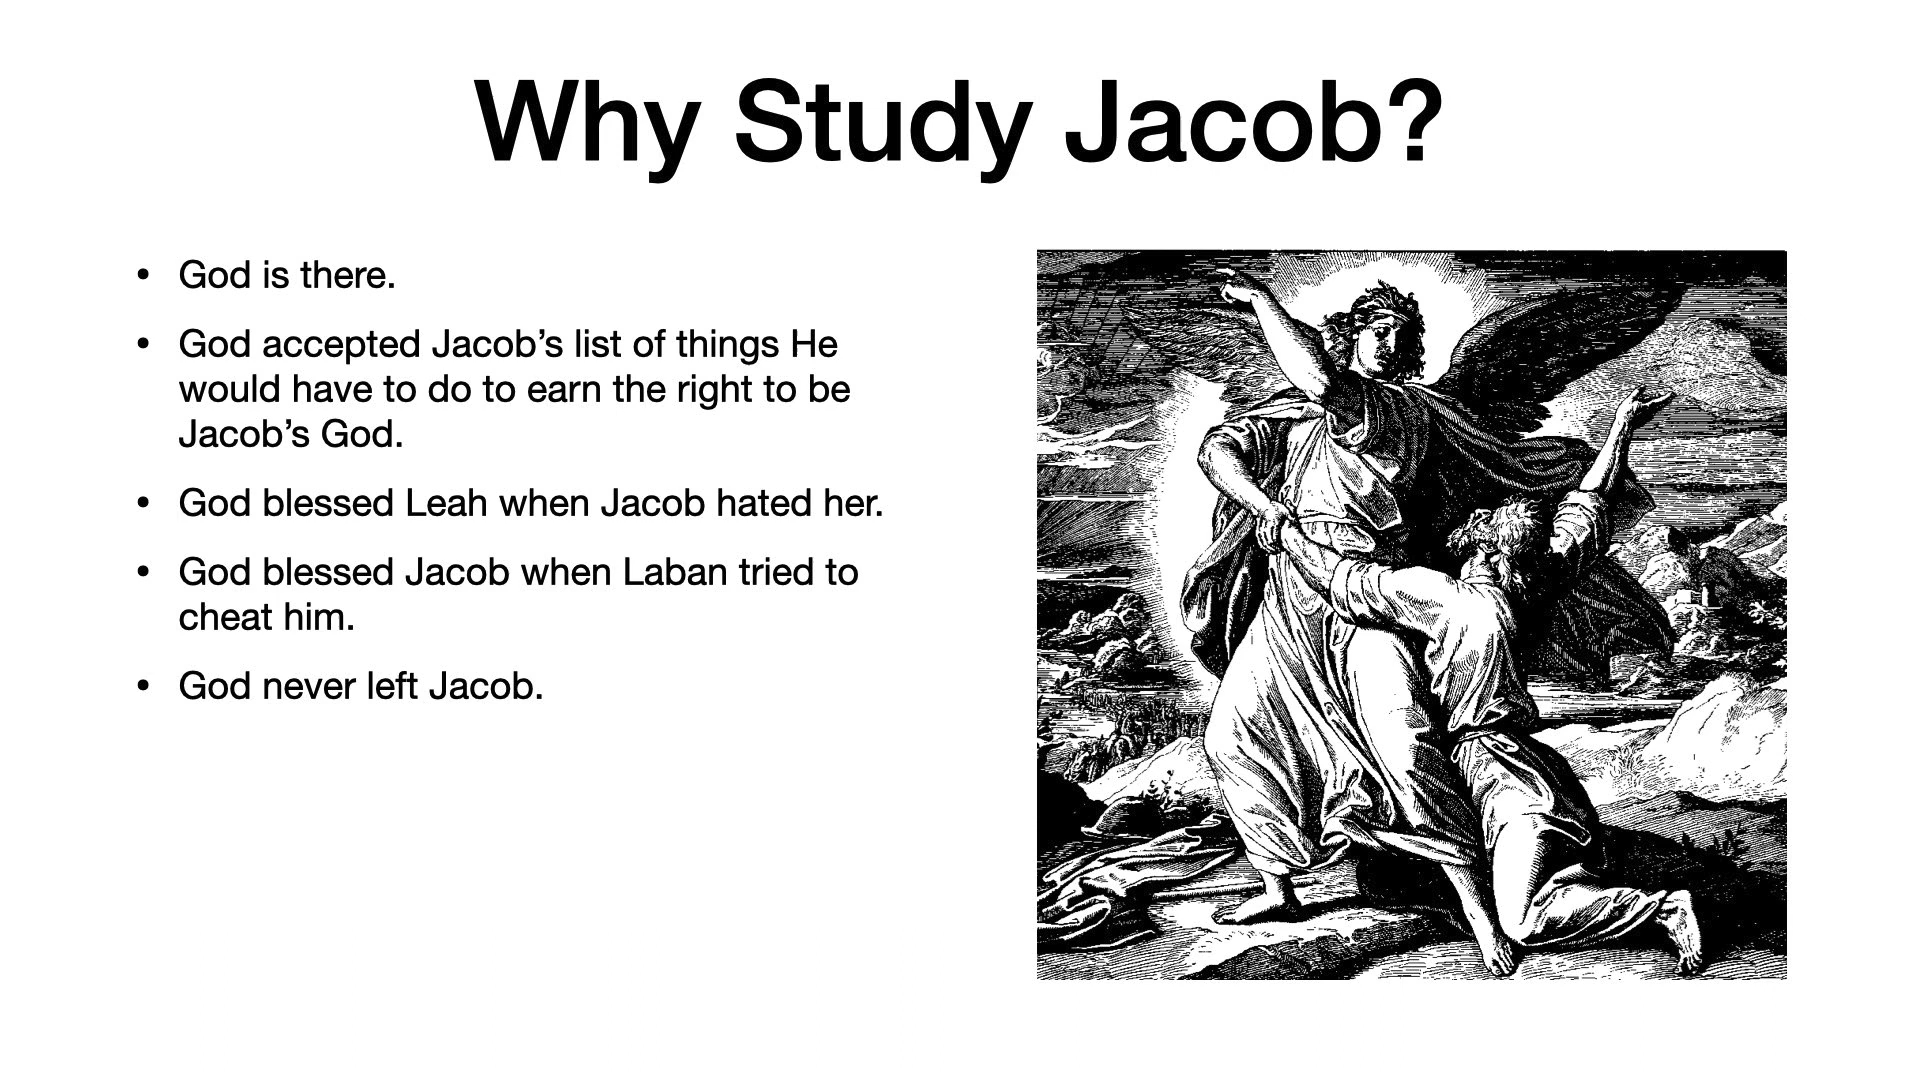 Why Study Jacob?
• God is there.
• God accepted Jacob’s list of things He
would have to do to earn the right to be
Jacob’s God.
• God blessed Leah when Jacob hated her.
• God blessed Jacob when Laban tried to
cheat him.
• God never left Jacob.